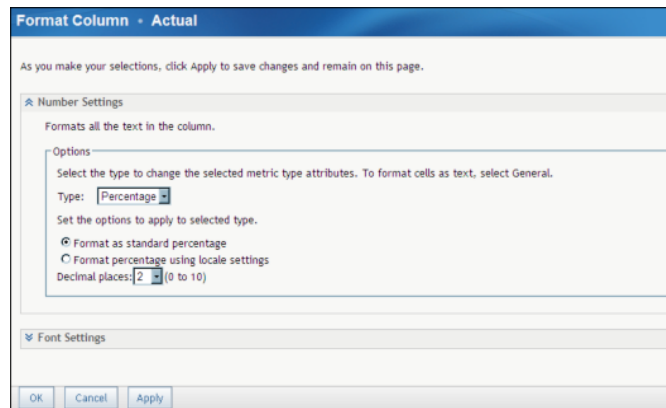 Format Column • Actual
As you make your selections, click Apply to save changes and remain on this page.
Number Settings
Formats all the text in the column.
Options
Select the type to change the selected metric type attributes. To format cells as text, select General.
Type: Percentage
Set the options to apply to selected type.
Format as standard percentage
Format percentage using locale settings
Decimal places: 2 (0 to 10)
Font Settings
OK Cancel Apply